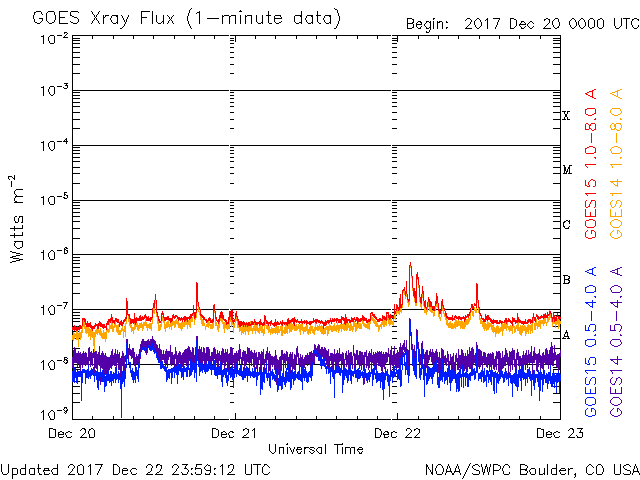 GOES Xray Flux (1-minute data)
Begin: 2017 Dec 20 0000 UTC
10⁻²
10⁻³
10⁻⁴
10⁻⁵
10⁻⁶
10⁻⁷
10⁻⁸
10⁻⁹
Watts m⁻²
X
M
C
B
A
GOES15 1.0-8.0 A
GOES14 1.0-8.0 A
GOES15 0.5-4.0 A
GOES14 0.5-4.0 A
Dec 20
Dec 21
Dec 22
Dec 23
Universal Time
Updated 2017 Dec 22 23:59:12 UTC
NOAA/SWPC Boulder, CO USA